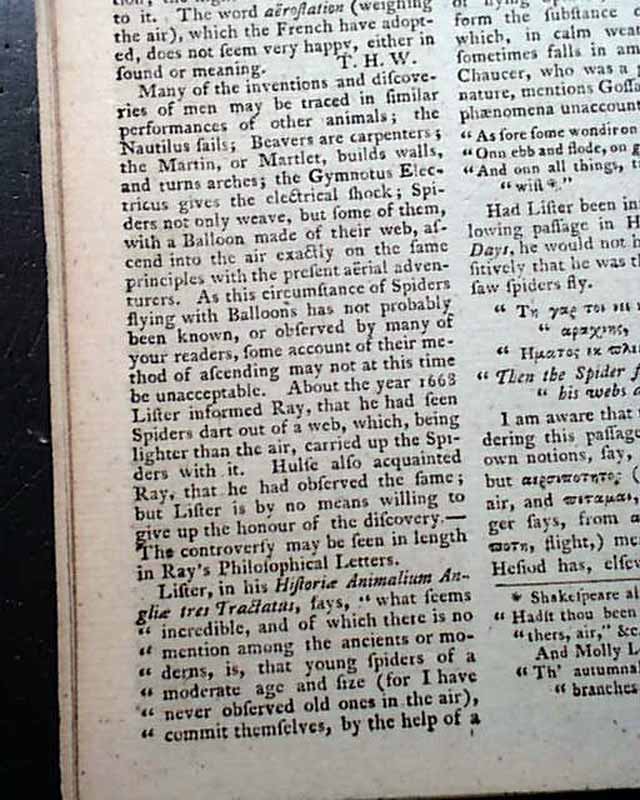 to it. The word aëroſtation (weighing
the air), which the French have adopt-
ed, does not ſeem very happy, either in
ſound or meaning. T. H. W.
Many of the inventions and diſcove-
ries of men may be traced in ſimilar
performances of other animals; the
Nautilus ſails; Beavers are carpenters;
the Martin, or Martlet, builds walls,
and turns arches; the Gymnotus Elec-
tricus gives the electrical ſhock; Spi-
ders not only weave, but ſome of them,
with a Balloon made of their web, aſ-
cend into the air exactly on the ſame
principles with the preſent aërial adven-
turers. As this circumſtance of Spiders
flying with Balloons has not probably
been known, or obſerved by many of
your readers, ſome account of their me-
thod of aſcending may not at this time
be unacceptable. About the year 1668
Liſter informed Ray, that he had ſeen
Spiders dart out of a web, which, being
lighter than the air, carried up the Spi-
ders with it. Hulſe alſo acquainted
Ray, that he had obſerved the ſame;
but Liſter is by no means willing to
give up the honour of the diſcovery.—
The controverſy may be ſeen in length
in Ray's Philoſophical Letters.
Liſter, in his Hiſtoriæ Animalium An-
gliæ tres Tractatus, ſays, “ what ſeems
“ incredible, and of which there is no
“ mention among the ancients or mo-
“ derns, is, that young ſpiders of a
“ moderate age and ſize (for I have
“ never obſerved old ones in the air),
“ commit themſelves, by the help of a
form the ſubſtance
which, in calm
ſometimes falls in
Chaucer, who was a
nature, mentions
phænomena
“ As ſore ſome wondir on
“ Onn ebb and flode, on
“ And onn all things,
“ wiſt *.”
Had Liſter been
lowing paſſage in
Days, he would not
ſitively that he was
ſaw ſpiders fly.
“ Τη γαρ τοι
“ αραχνης,
“ Ηματος εκ
“ Then the Spider
“ his webs
I am aware that
dering this
own notions, ſay,
but αερσιποτητος (
air, and πιταμαι,
ger ſays, from
ποτη, flight,)
Heſiod has,
* Shakeſpeare
“ Hadſt thou been
“ thers, air,” &c.
And Molly
“ Th'
“ branches